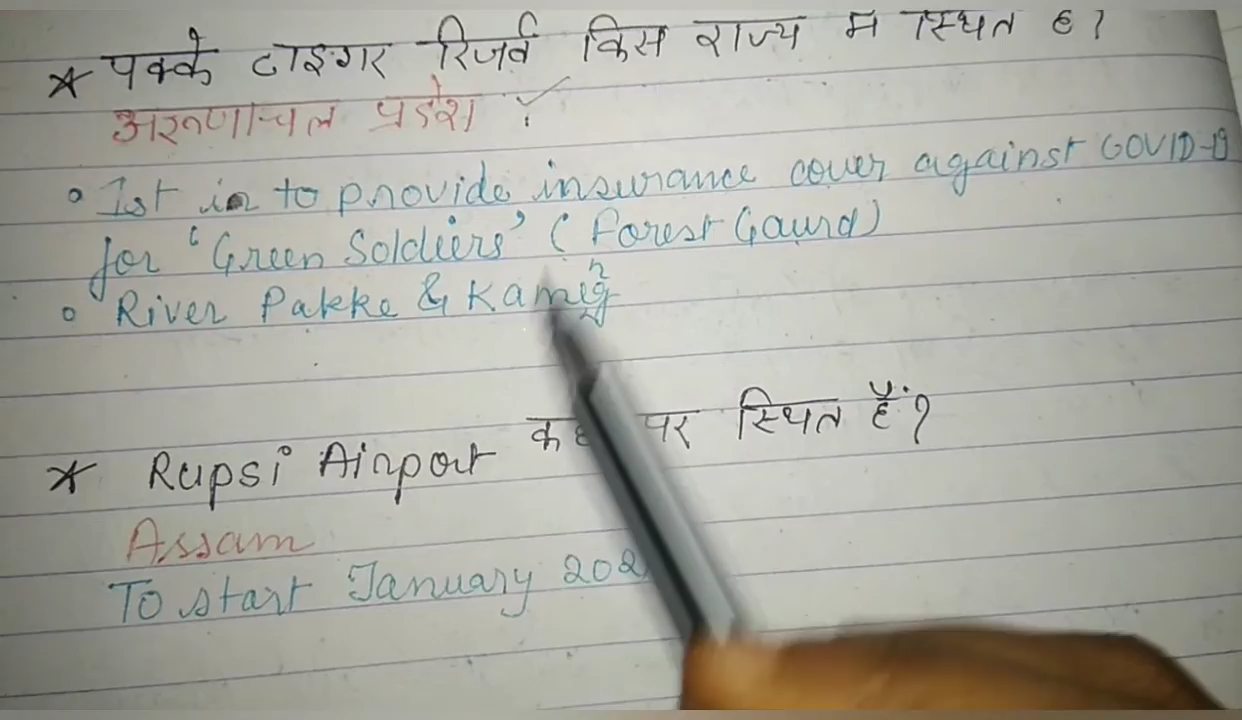 * पक्के टाइगर रिजर्व किस राज्य में स्थित है?
अरूणाचल प्रदेश ✓
• Ist in to provide insurance cover against COVID-19
for 'Green Soldiers' (Forest Gaurd)
• River Pakke & Kameng
* Rupsi Airport पर स्थित हैं?
Assam
To start January